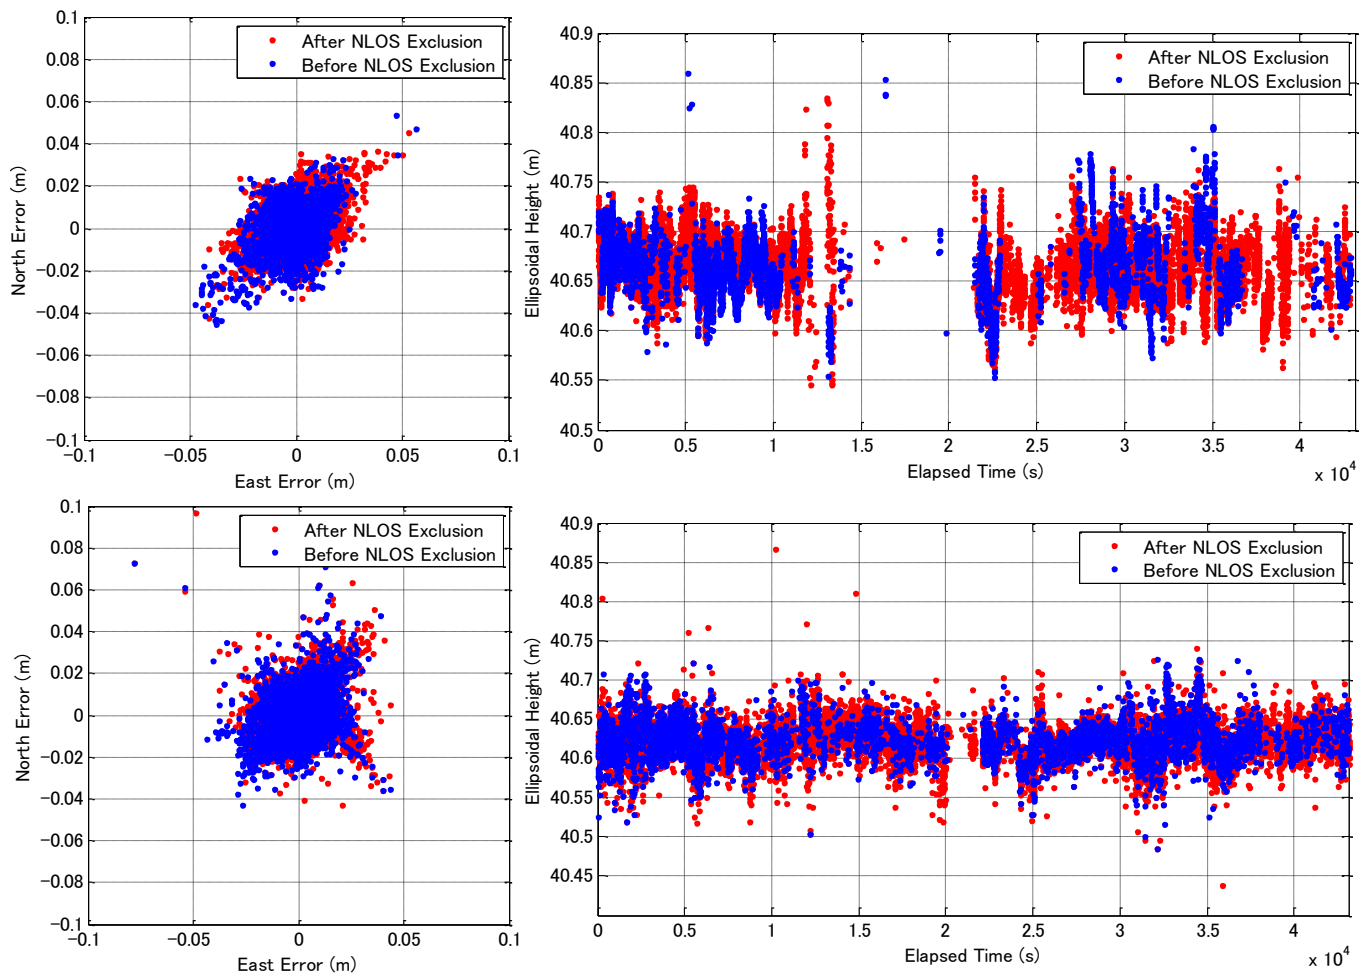 0.1
0.08
0.06
0.04
0.02
0
−0.02
−0.04
−0.06
−0.08
−0.1
North Error (m)
After NLOS Exclusion
Before NLOS Exclusion
−0.1 −0.05 0 0.05 0.1
East Error (m)
40.9
40.85
40.8
40.75
40.7
40.65
40.6
40.55
40.5
Ellipsoidal Height (m)
After NLOS Exclusion
Before NLOS Exclusion
0 0.5 1 1.5 2 2.5 3 3.5 4
Elapsed Time (s)
x 10⁴
0.1
0.08
0.06
0.04
0.02
0
−0.02
−0.04
−0.06
−0.08
−0.1
North Error (m)
After NLOS Exclusion
Before NLOS Exclusion
−0.1 −0.05 0 0.05 0.1
East Error (m)
40.9
40.85
40.8
40.75
40.7
40.65
40.6
40.55
40.5
40.45
Ellipsoidal Height (m)
After NLOS Exclusion
Before NLOS Exclusion
0 0.5 1 1.5 2 2.5 3 3.5 4
Elapsed Time (s)
x 10⁴